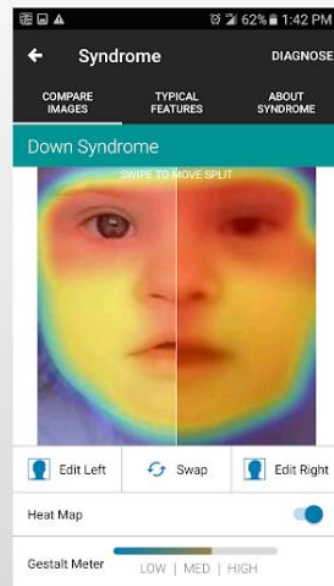 62% 1:42 PM
Syndrome DIAGNOSE
COMPARE IMAGES TYPICAL FEATURES ABOUT SYNDROME
Down Syndrome
SWIPE TO MOVE SPLIT
Edit Left Swap Edit Right
Heat Map
Gestalt Meter LOW | MED | HIGH